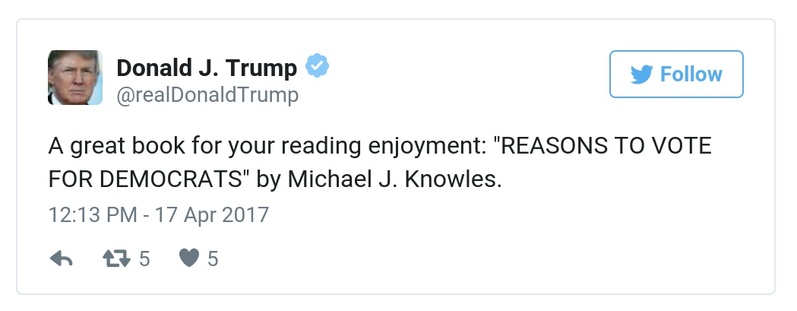 Donald J. Trump
@realDonaldTrump
Follow
A great book for your reading enjoyment: "REASONS TO VOTE
FOR DEMOCRATS" by Michael J. Knowles.
12:13 PM - 17 Apr 2017
5 5